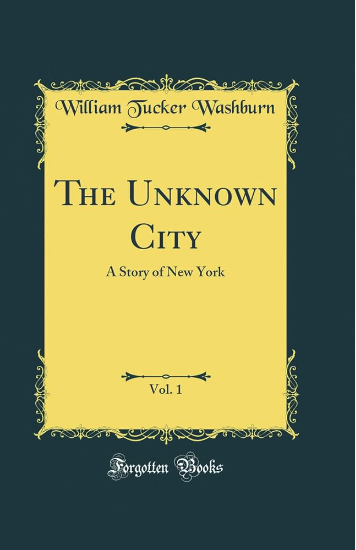 William Tucker Washburn
The Unknown
City
A Story of New York
Vol. 1
Forgotten Books